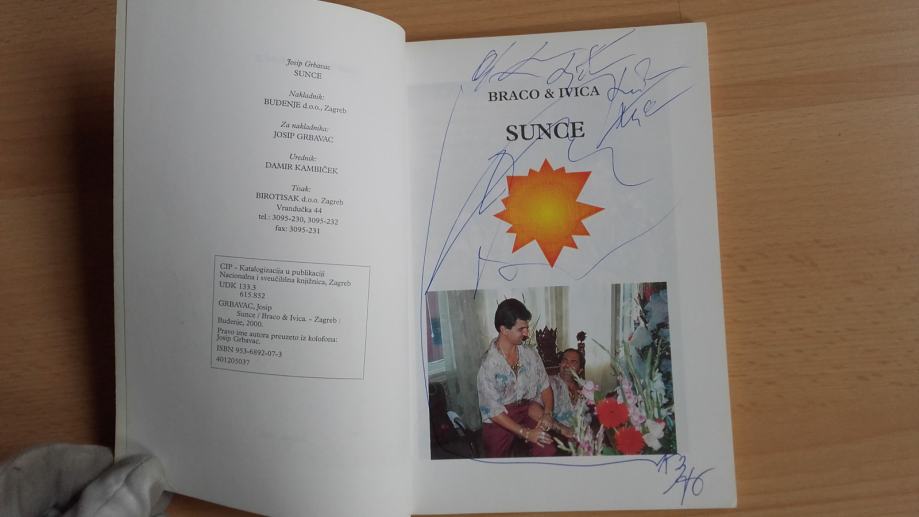 Josip Grbavac
SUNCE
Nakladnik:
BUĐENJE d.o.o., Zagreb
Za nakladnika:
JOSIP GRBAVAC
Urednik:
DAMIR KAMBIČEK
Tisak:
BIROTISAK d.o.o. Zagreb
Vrandučka 44
tel.: 3095-230, 3095-232
fax: 3095-231
CIP - Katalogizacija u publikaciji
Nacionalna i sveučilišna knjižnica, Zagreb
UDK 133.3
615.852
GRBAVAC, Josip
Sunce / Braco & Ivica. - Zagreb :
Buđenje, 2000.
Pravo ime autora preuzeto iz kolofona:
Josip Grbavac.
ISBN 953-6892-07-3
401205037
BRACO & IVICA
SUNCE